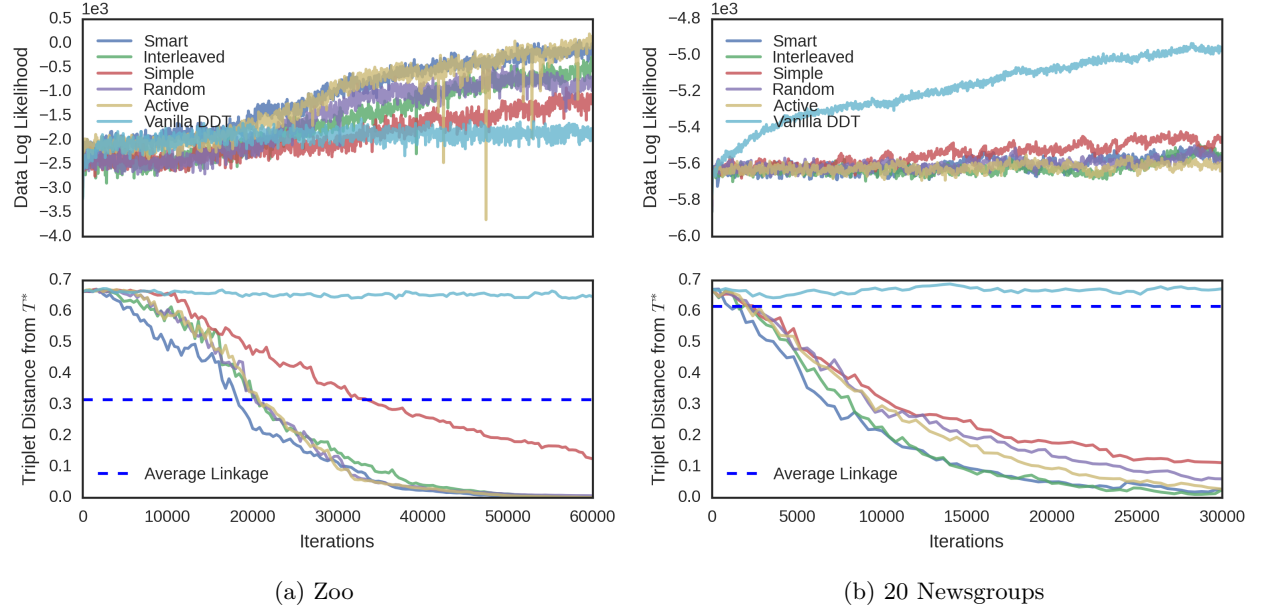 1e3
0.5
0.0
−0.5
−1.0
−1.5
−2.0
−2.5
−3.0
−3.5
−4.0
Data Log Likelihood
Smart
Interleaved
Simple
Random
Active
Vanilla DDT
1e3
−4.8
−5.0
−5.2
−5.4
−5.6
−5.8
−6.0
Data Log Likelihood
Smart
Interleaved
Simple
Random
Active
Vanilla DDT
0.7
0.6
0.5
0.4
0.3
0.2
0.1
0.0
Triplet Distance from T*
Average Linkage
0 10000 20000 30000 40000 50000 60000
Iterations
0.7
0.6
0.5
0.4
0.3
0.2
0.1
0.0
Triplet Distance from T*
Average Linkage
0 5000 10000 15000 20000 25000 30000
Iterations
(a) Zoo
(b) 20 Newsgroups